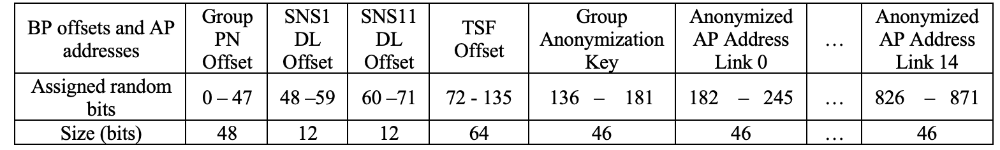 BP offsets and AP addresses | Group PN Offset | SNS1 DL Offset | SNS11 DL Offset | TSF Offset | Group Anonymization Key | Anonymized AP Address Link 0 | … | Anonymized AP Address Link 14
Assigned random bits | 0 – 47 | 48 –59 | 60 –71 | 72 - 135 | 136 – 181 | 182 – 245 | … | 826 – 871
Size (bits) | 48 | 12 | 12 | 64 | 46 | 46 | … | 46